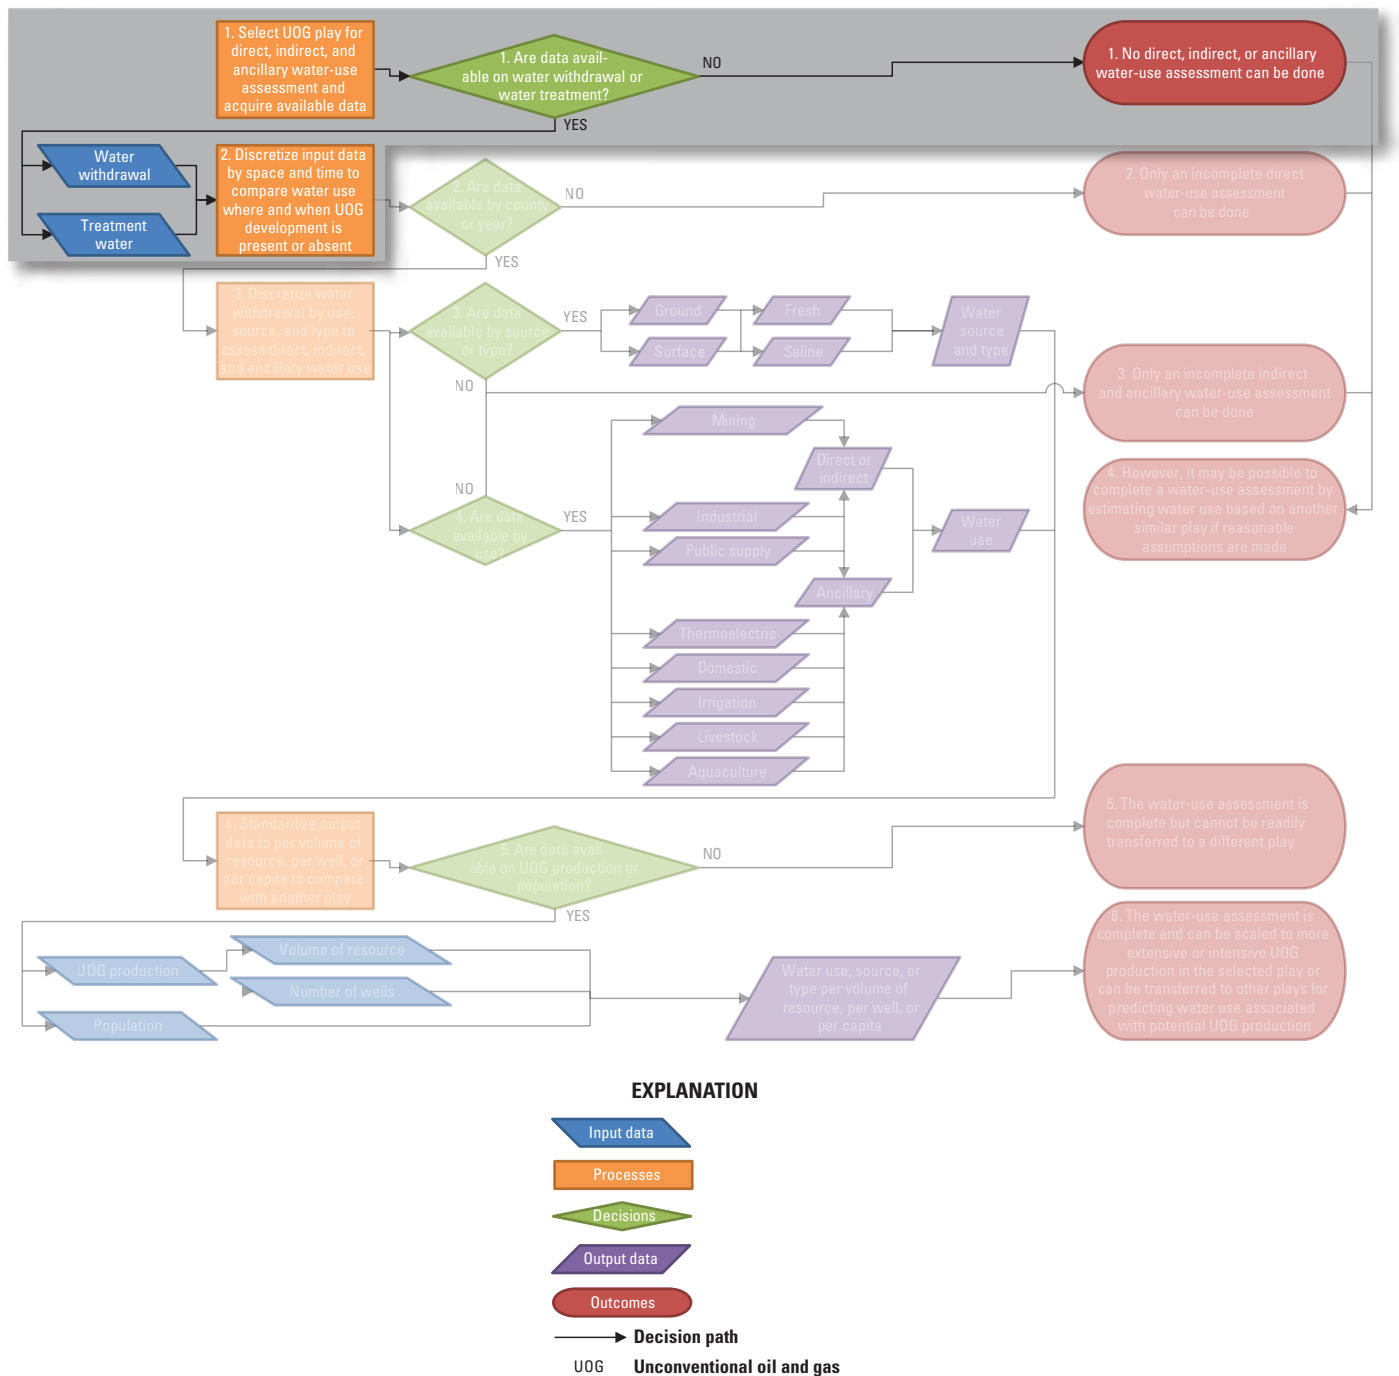 1. Select UOG play for
direct, indirect, and
ancillary water-use
assessment and
acquire available data
1. Are data avail-
able on water withdrawal or
water treatment?
NO
1. No direct, indirect, or ancillary
water-use assessment can be done
YES
Water
withdrawal
Treatment
water
2. Discretize input data
by space and time to
compare water use
where and when UOG
development is
present or absent
2. Are data
available by county
or year?
NO
2. Only an incomplete direct
water-use assessment
can be done
YES
3. Discretize water
withdrawal by use,
source, and type to
assess direct, indirect,
and ancillary water use
3. Are data
available by source
or type?
YES
Ground
Surface
Fresh
Saline
Water
source
and type
NO
3. Only an incomplete indirect
and ancillary water-use assessment
can be done
Mining
Direct or
indirect
4. However, it may be possible to
complete a water-use assessment by
estimating water use based on another
similar play if reasonable
assumptions are made
NO
4. Are data
available by
use?
YES
Industrial
Public supply
Water
use
Ancillary
Thermoelectric
Domestic
Irrigation
Livestock
Aquaculture
4. Standardize output
data to per volume of
resource, per well, or
per capita to compare
with another play
5. Are data avail-
able on UOG production or
population?
NO
5. The water-use assessment is
complete but cannot be readily
transferred to a different play
YES
UOG production
Volume of resource
Number of wells
Population
Water use, source, or
type per volume of
resource, per well, or
per capita
6. The water-use assessment is
complete and can be scaled to more
extensive or intensive UOG
production in the selected play or
can be transferred to other plays for
predicting water use associated
with potential UOG production
EXPLANATION
Input data
Processes
Decisions
Output data
Outcomes
Decision path
UOG Unconventional oil and gas